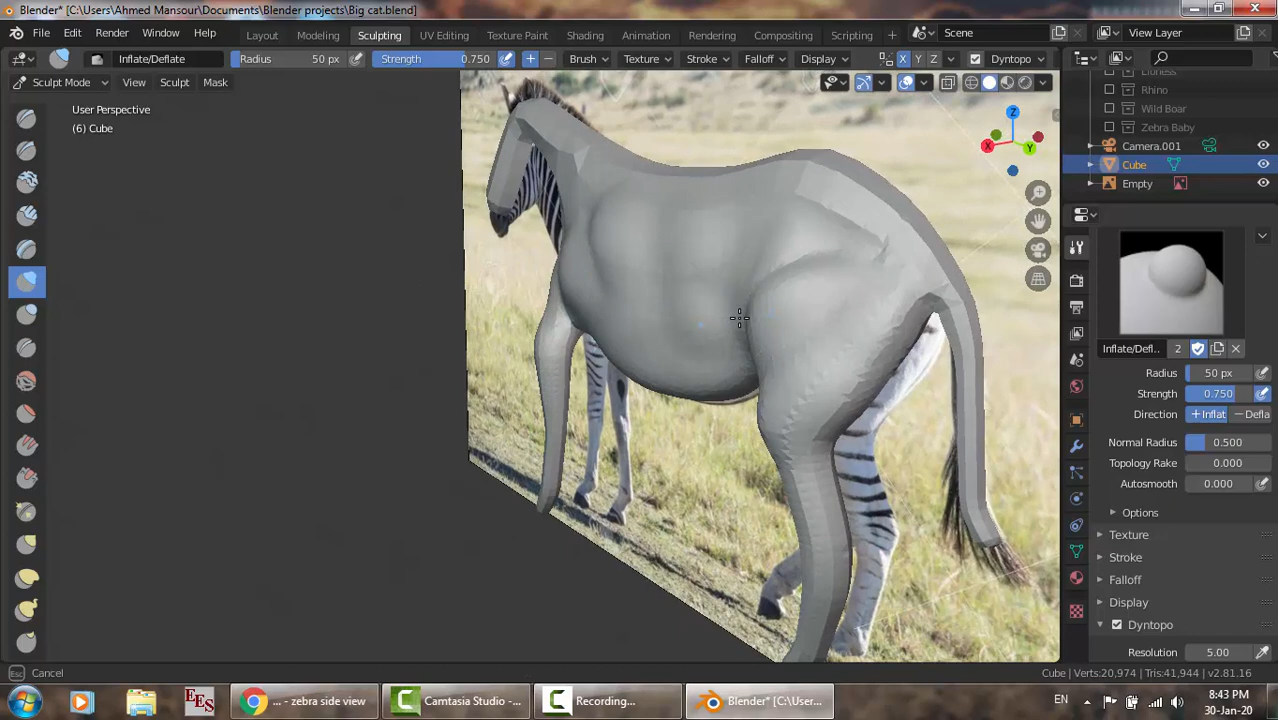 Blender* [C:\Users\Ahmed Mansour\Documents\Blender projects\Big cat.blend]
File Edit Render Window Help Layout Modeling Sculpting UV Editing Texture Paint Shading Animation Rendering Compositing Scripting + Scene View Layer
Inflate/Deflate Radius 50 px Strength 0.750 Brush Texture Stroke Falloff Display X Y Z Dyntopo
Sculpt Mode View Sculpt Mask
User Perspective
(6) Cube
Z
X
Y
Lioness
Rhino
Wild Boar
Zebra Baby
Camera.001
Cube
Empty
Inflate/Defl.. 2
Radius 50 px
Strength 0.750
Direction + Inflat – Defla
Normal Radius 0.500
Topology Rake 0.000
Autosmooth 0.000
Options
Texture
Stroke
Falloff
Display
Dyntopo
Resolution 5.00
Esc Cancel
Cube | Verts:20,974 | Tris:41,944 | v2.81.16
EES
... - zebra side view
Camtasia Studio -...
Recording...
Blender* [C:\User...
EN
8:43 PM
30-Jan-20